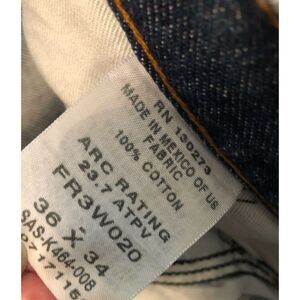 RN 130273
MADE IN MEXICO OF US
FABRIC
100% COTTON
ARC RATING
23.7 ATPV
FR3W020
36 X 34
SAS-K464-008